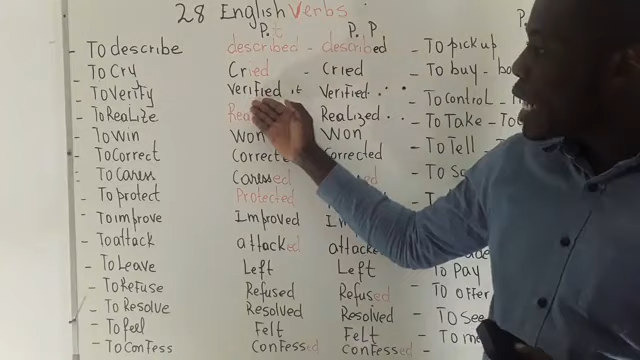 28 English Verbs
P.t P.P P.
- To describe described - described - To pick up
- To Cry Cried - Cried - To buy -
- To Verify Verified it Verified - To Control -
- To Realize Realized - To Take -
- To Win Won Won - To Tell -
- To Correct Corrected
- To Caress Caressed
- To protect Protected
- To improve Improved
- To attack attacked
- To Leave Left Left - To Pay
- To Refuse Refused Refused - To offer
- To Resolve Resolved Resolved - To See
- To feel Felt Felt
- To Confess Confessed Confessed -